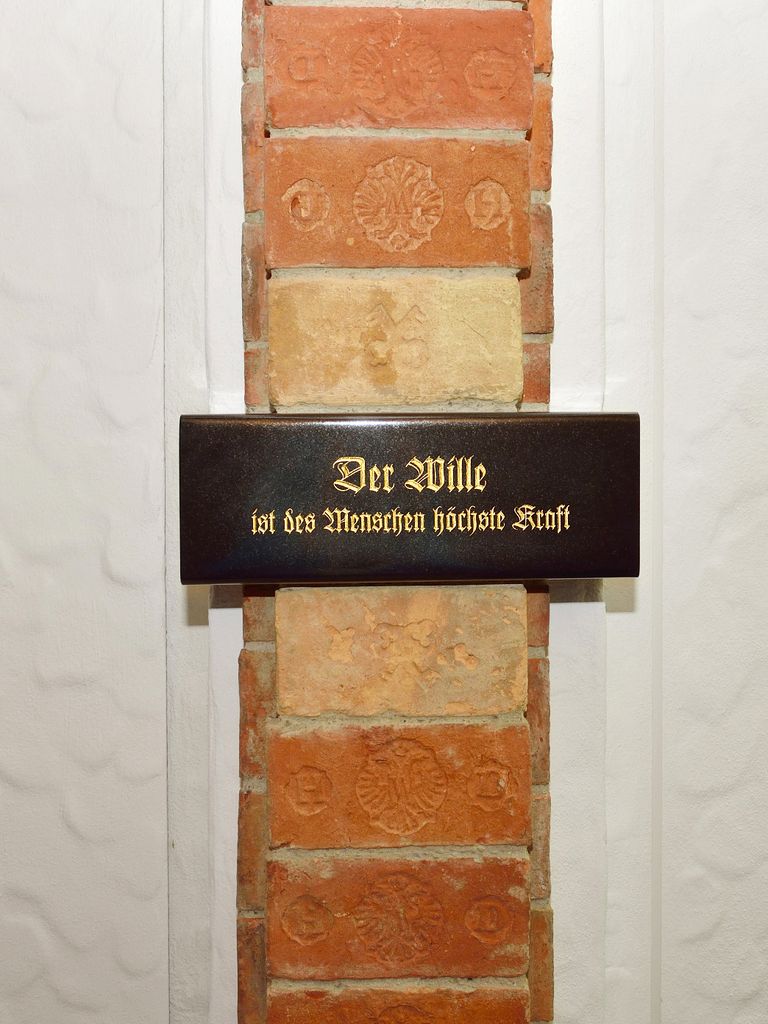 J M H
Der Wille
ist des Menschen höchste Kraft
H D